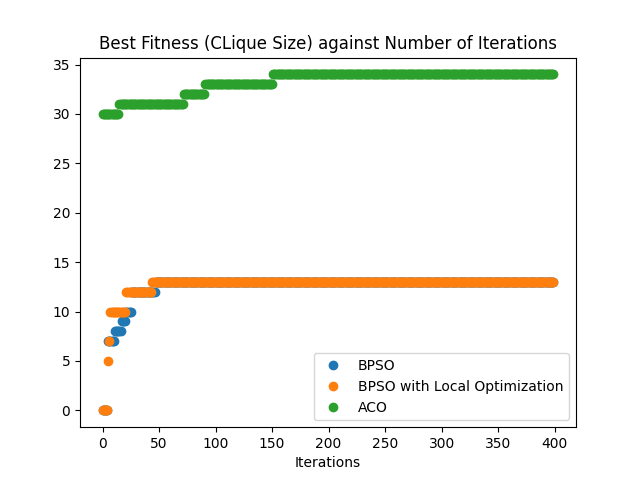 Best Fitness (CLique Size) against Number of Iterations
35
30
25
20
15
10
5
0
BPSO
BPSO with Local Optimization
ACO
0 50 100 150 200 250 300 350 400
Iterations